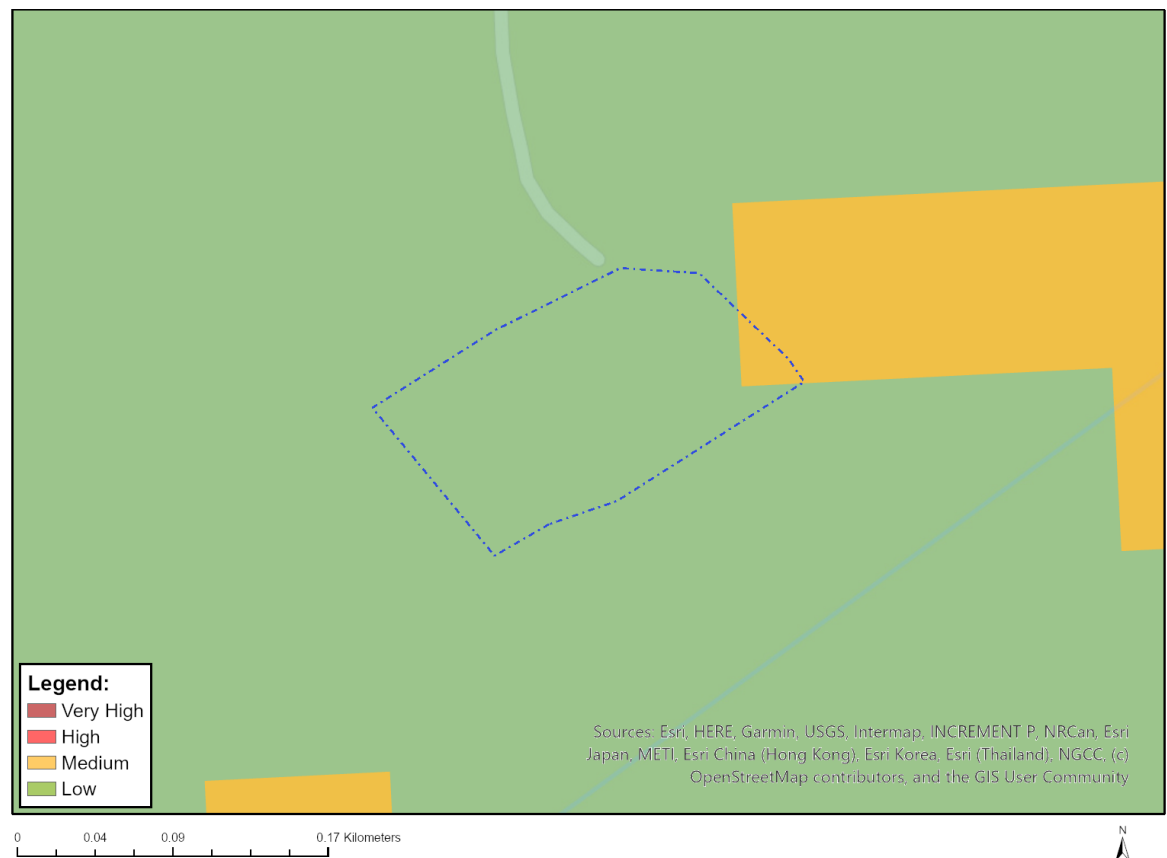 Legend:
Very High
High
Medium
Low
Sources: Esri, HERE, Garmin, USGS, Intermap, INCREMENT P, NRCan, Esri
Japan, METI, Esri China (Hong Kong), Esri Korea, Esri (Thailand), NGCC, (c)
OpenStreetMap contributors, and the GIS User Community
0 0.04 0.09 0.17 Kilometers
N